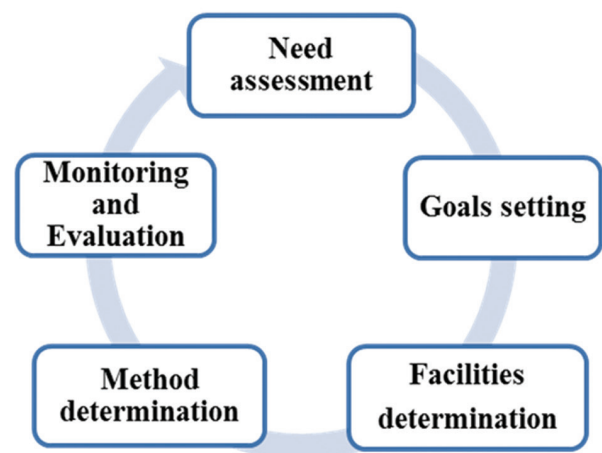 Need
assessment
Goals setting
Facilities
determination
Method
determination
Monitoring
and
Evaluation